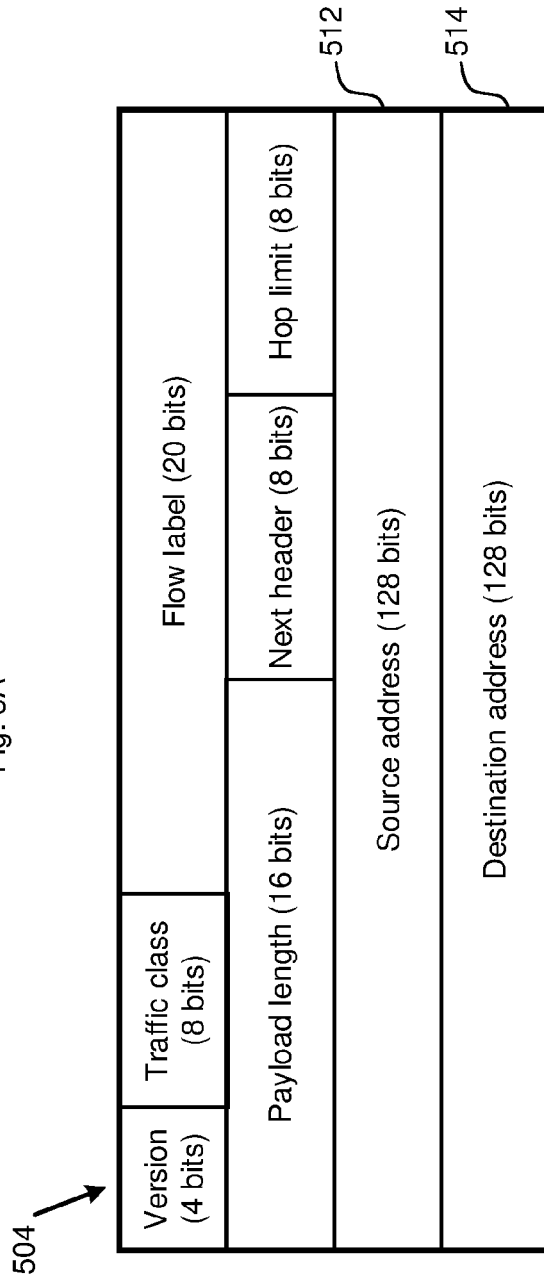 Fig.
504
Version
(4 bits)
Traffic class
(8 bits)
Flow label (20 bits)
Payload length (16 bits)
Next header (8 bits)
Hop limit (8 bits)
Source address (128 bits)
512
Destination address (128 bits)
514